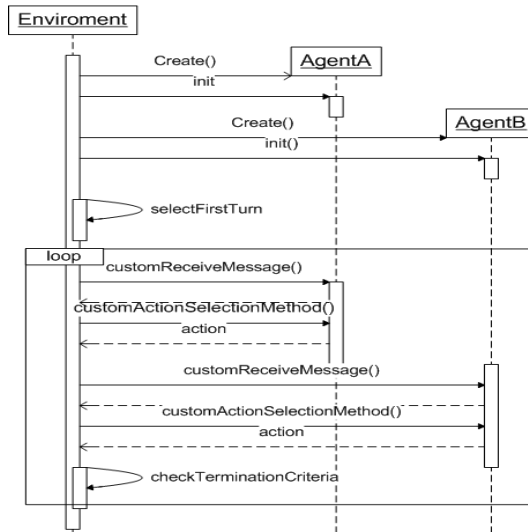 Enviroment
Create()
AgentA
init
Create()
AgentB
init()
selectFirstTurn
loop
customReceiveMessage()
customActionSelectionMethod()
action
customReceiveMessage()
customActionSelectionMethod()
action
checkTerminationCriteria